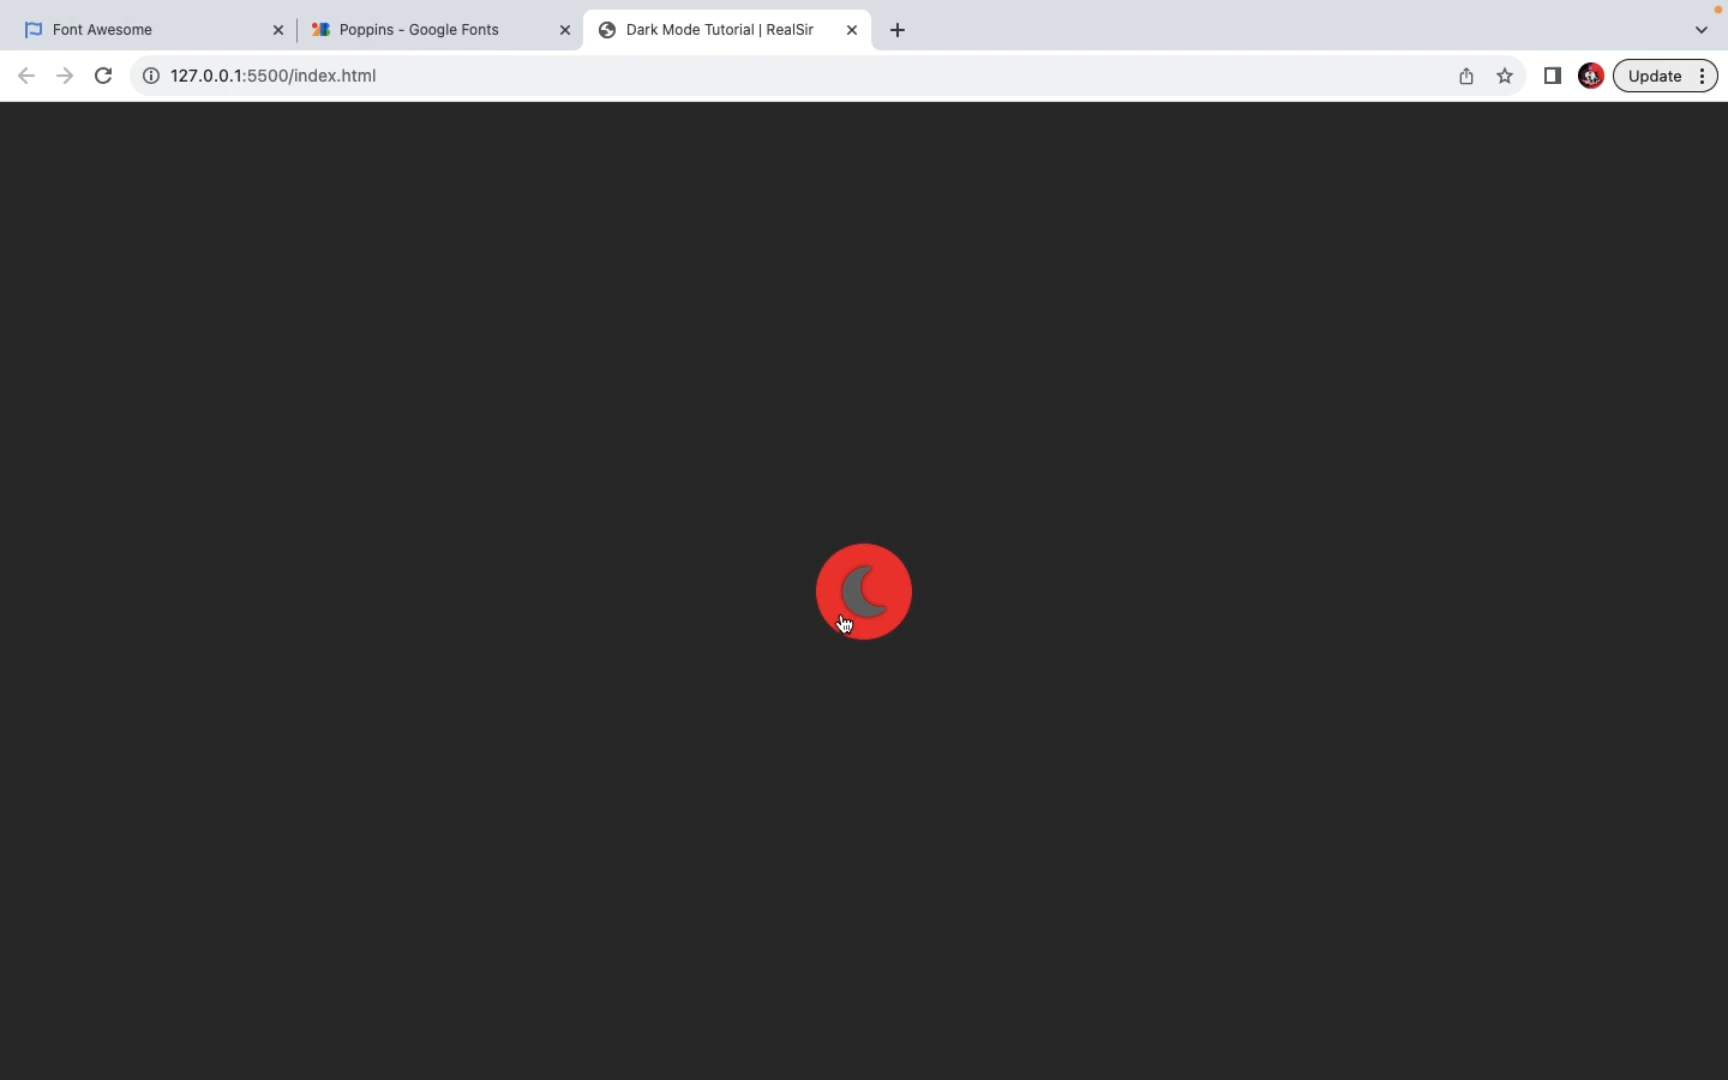 Font Awesome
Poppins - Google Fonts
Dark Mode Tutorial | RealSir
127.0.0.1:5500/index.html
Update